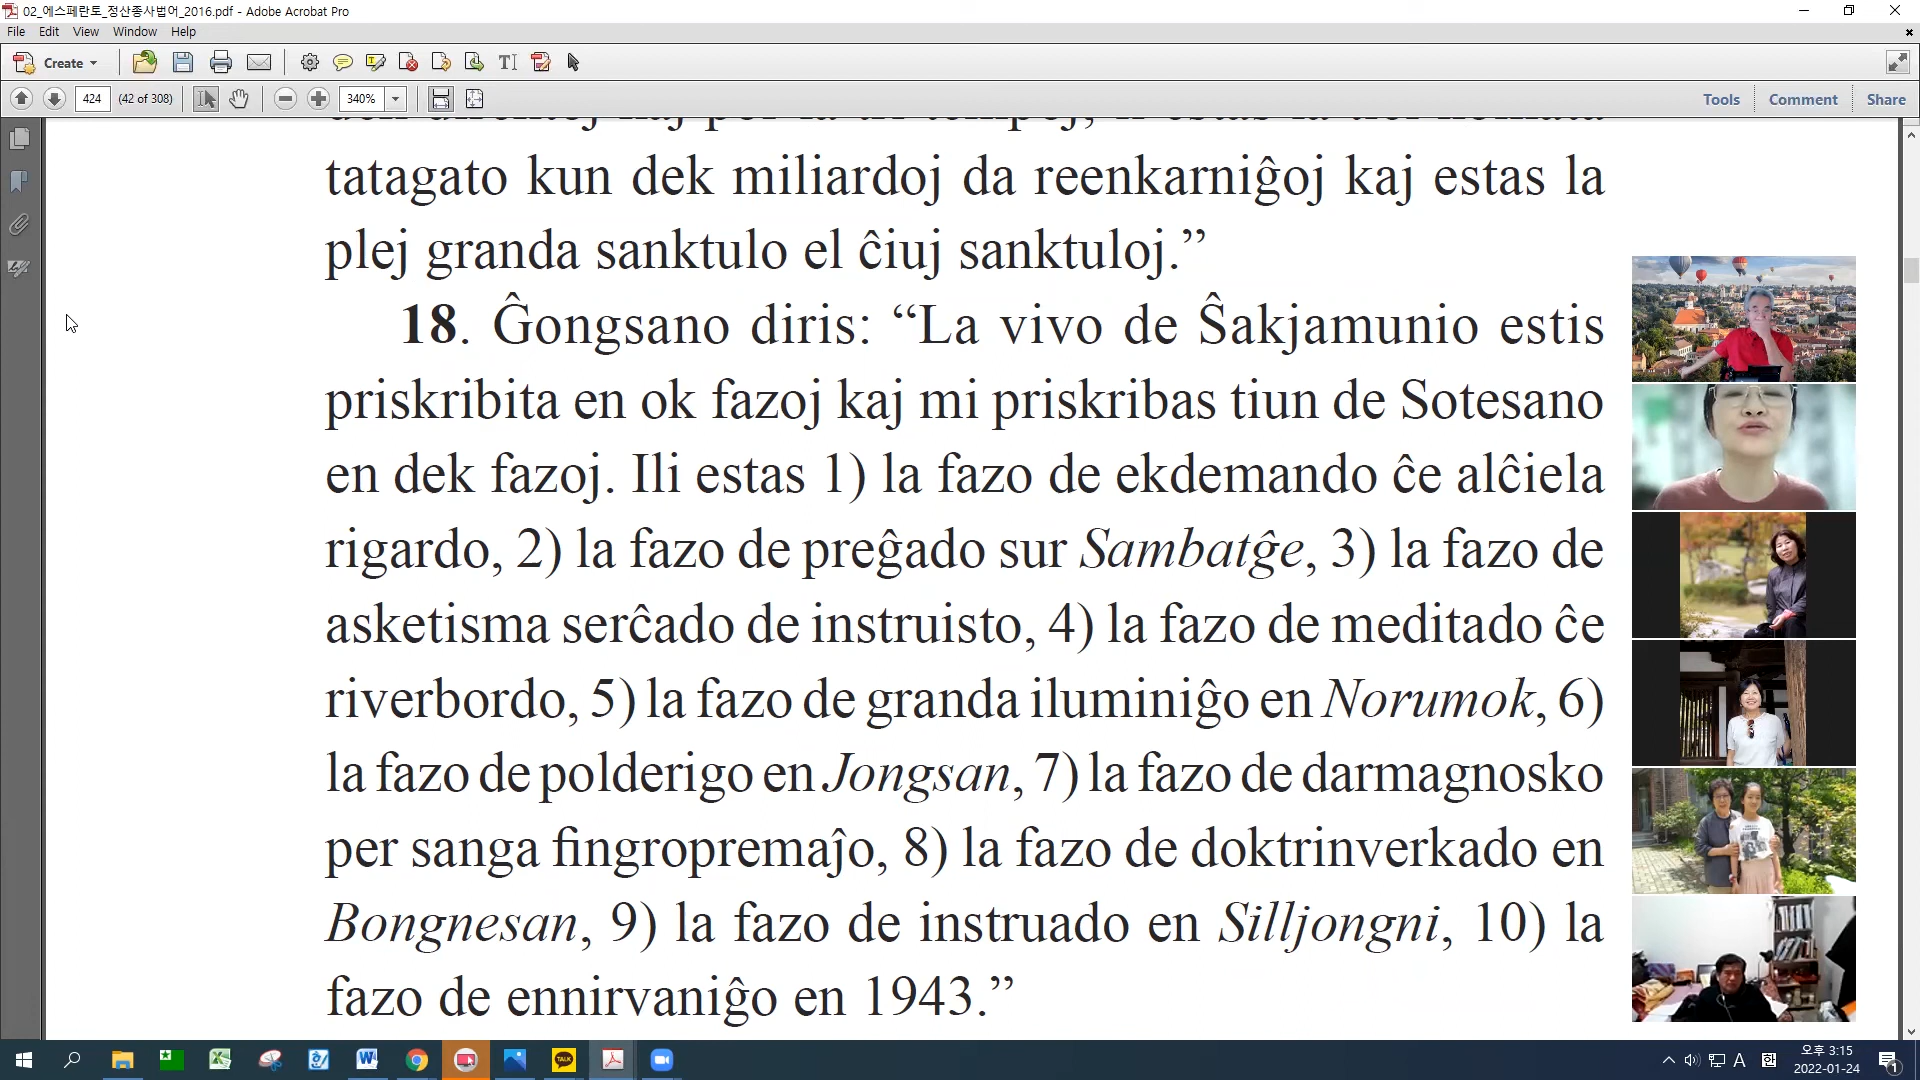 02_에스페란토_정산종사법어_2016.pdf - Adobe Acrobat Pro
File Edit View Window Help
Create
424 (42 of 308) 340% Tools Comment Share
tatagato kun dek miliardoj da reenkarniĝoj kaj estas la
plej granda sanktulo el ĉiuj sanktuloj.”
18. Ĝongsano diris: “La vivo de Ŝakjamunio estis
priskribita en ok fazoj kaj mi priskribas tiun de Sotesano
en dek fazoj. Ili estas 1) la fazo de ekdemando ĉe alĉiela
rigardo, 2) la fazo de preĝado sur Sambatĝe, 3) la fazo de
asketisma serĉado de instruisto, 4) la fazo de meditado ĉe
riverbordo, 5) la fazo de granda iluminiĝo en Norumok, 6)
la fazo de polderigo en Jongsan, 7) la fazo de darmagnosko
per sanga fingropremaĵo, 8) la fazo de doktrinverkado en
Bongnesan, 9) la fazo de instruado en Silljongni, 10) la
fazo de ennirvaniĝo en 1943.”
TALK
A 한
오후 3:15
2022-01-24
1